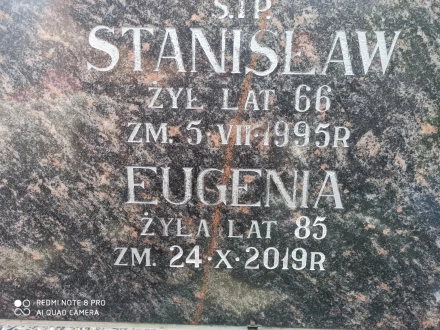 Ś.†P.
STANISŁAW
ŻYŁ LAT 66
ZM. 5 VII·1995R
EUGENIA
ŻYŁA LAT 85
ZM. 24·X·2019R
REDMI NOTE 8 PRO
AI QUAD CAMERA